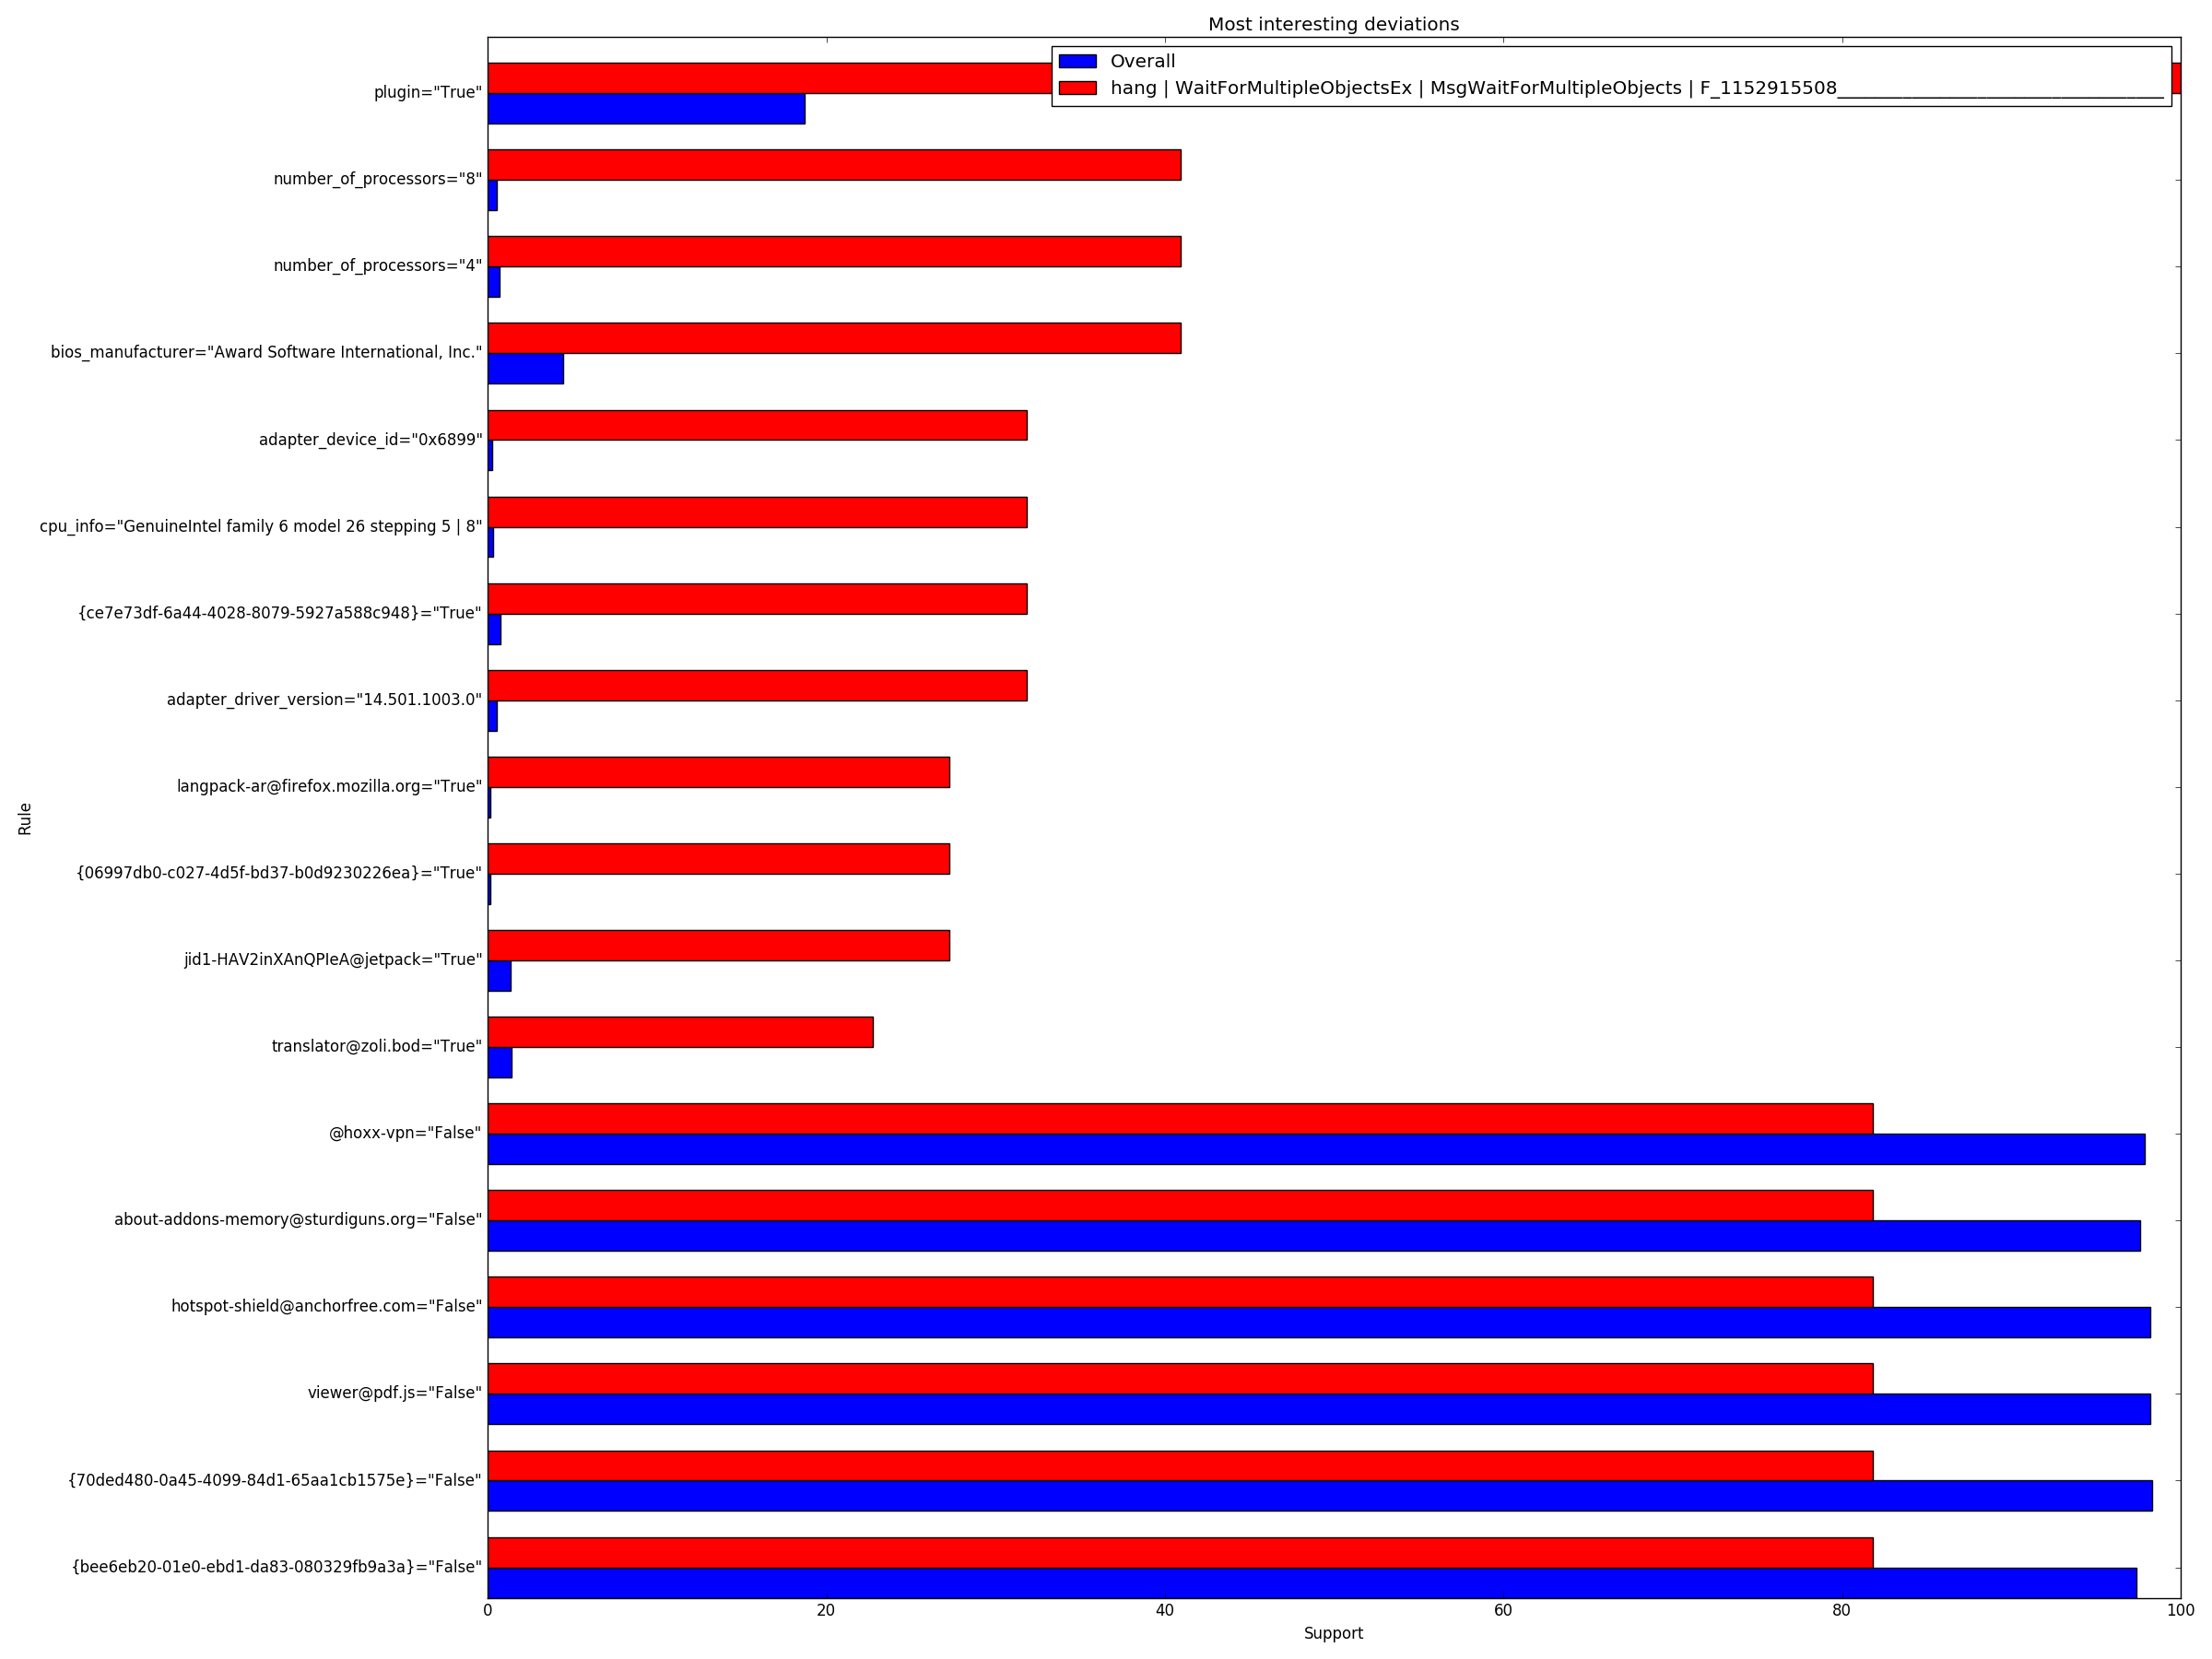 Most interesting deviations
Overall
hang | WaitForMultipleObjectsEx | MsgWaitForMultipleObjects | F_1152915508___________________________________
plugin="True"
number_of_processors="8"
number_of_processors="4"
bios_manufacturer="Award Software International, Inc."
adapter_device_id="0x6899"
cpu_info="GenuineIntel family 6 model 26 stepping 5 | 8"
{ce7e73df-6a44-4028-8079-5927a588c948}="True"
adapter_driver_version="14.501.1003.0"
langpack-ar@firefox.mozilla.org="True"
Rule
{06997db0-c027-4d5f-bd37-b0d9230226ea}="True"
jid1-HAV2inXAnQPIeA@jetpack="True"
translator@zoli.bod="True"
@hoxx-vpn="False"
about-addons-memory@sturdiguns.org="False"
hotspot-shield@anchorfree.com="False"
viewer@pdf.js="False"
{70ded480-0a45-4099-84d1-65aa1cb1575e}="False"
{bee6eb20-01e0-ebd1-da83-080329fb9a3a}="False"
0 20 40 60 80 100
Support